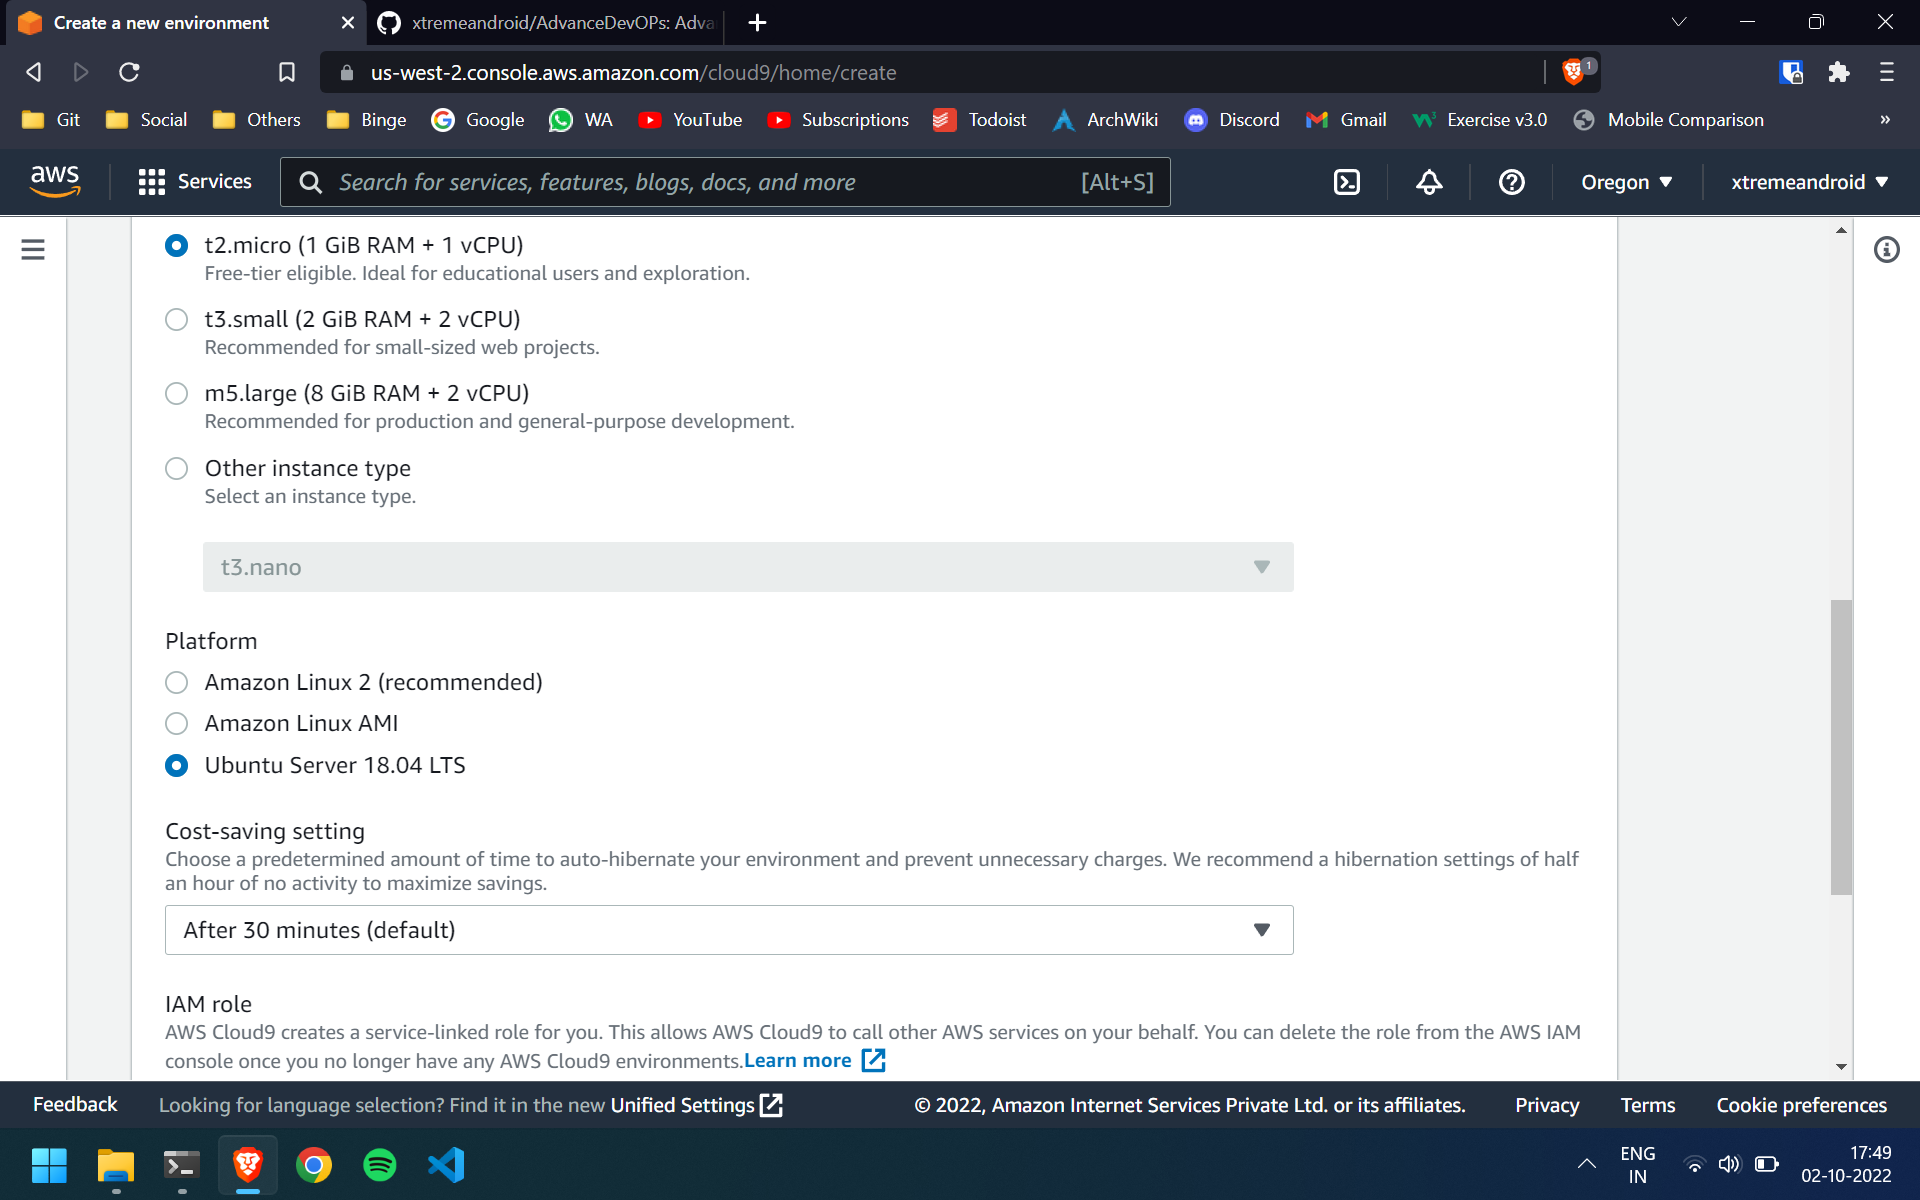 Create a new environment
xtremeandroid/AdvanceDevOPs: Adva
us-west-2.console.aws.amazon.com/cloud9/home/create
1
Git
Social
Others
Binge
Google
WA
YouTube
Subscriptions
Todoist
ArchWiki
Discord
Gmail
Exercise v3.0
Mobile Comparison
»
aws
Services
Search for services, features, blogs, docs, and more
[Alt+S]
Oregon
xtremeandroid
t2.micro (1 GiB RAM + 1 vCPU)
Free-tier eligible. Ideal for educational users and exploration.
t3.small (2 GiB RAM + 2 vCPU)
Recommended for small-sized web projects.
m5.large (8 GiB RAM + 2 vCPU)
Recommended for production and general-purpose development.
Other instance type
Select an instance type.
t3.nano
Platform
Amazon Linux 2 (recommended)
Amazon Linux AMI
Ubuntu Server 18.04 LTS
Cost-saving setting
Choose a predetermined amount of time to auto-hibernate your environment and prevent unnecessary charges. We recommend a hibernation settings of half
an hour of no activity to maximize savings.
After 30 minutes (default)
IAM role
AWS Cloud9 creates a service-linked role for you. This allows AWS Cloud9 to call other AWS services on your behalf. You can delete the role from the AWS IAM
console once you no longer have any AWS Cloud9 environments.Learn more
Feedback
Looking for language selection? Find it in the new Unified Settings
© 2022, Amazon Internet Services Private Ltd. or its affiliates.
Privacy
Terms
Cookie preferences
ENG
IN
17:49
02-10-2022